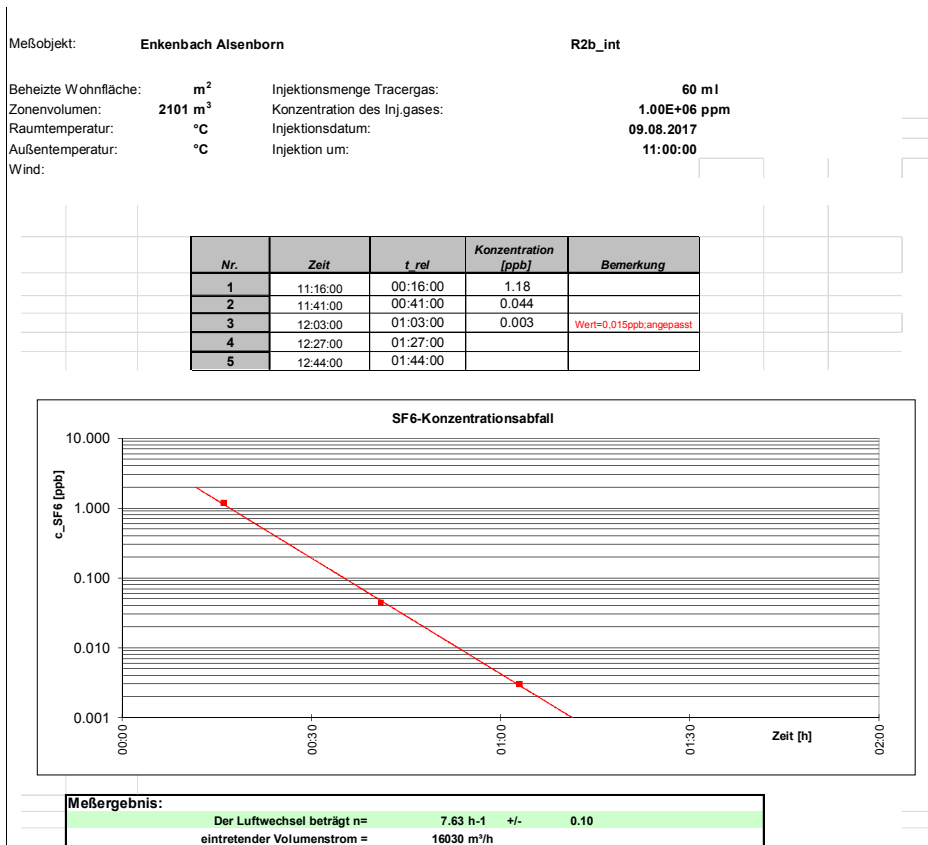 Meßobjekt: Enkenbach Alsenborn R2b_int
Beheizte Wohnfläche: m² Injektionsmenge Tracergas: 60 ml
Zonenvolumen: 2101 m³ Konzentration des Inj.gases: 1.00E+06 ppm
Raumtemperatur: °C Injektionsdatum: 09.08.2017
Außentemperatur: °C Injektion um: 11:00:00
Wind:
Nr. Zeit t_rel Konzentration [ppb] Bemerkung
1 11:16:00 00:16:00 1.18
2 11:41:00 00:41:00 0.044
3 12:03:00 01:03:00 0.003 Wert=0,015ppb;angepasst
4 12:27:00 01:27:00
5 12:44:00 01:44:00
SF6-Konzentrationsabfall
c_SF6 [ppb]
10.000
1.000
0.100
0.010
0.001
00:00 00:30 01:00 01:30 02:00
Zeit [h]
Meßergebnis:
Der Luftwechsel beträgt n= 7.63 h-1 +/- 0.10
eintretender Volumenstrom = 16030 m³/h